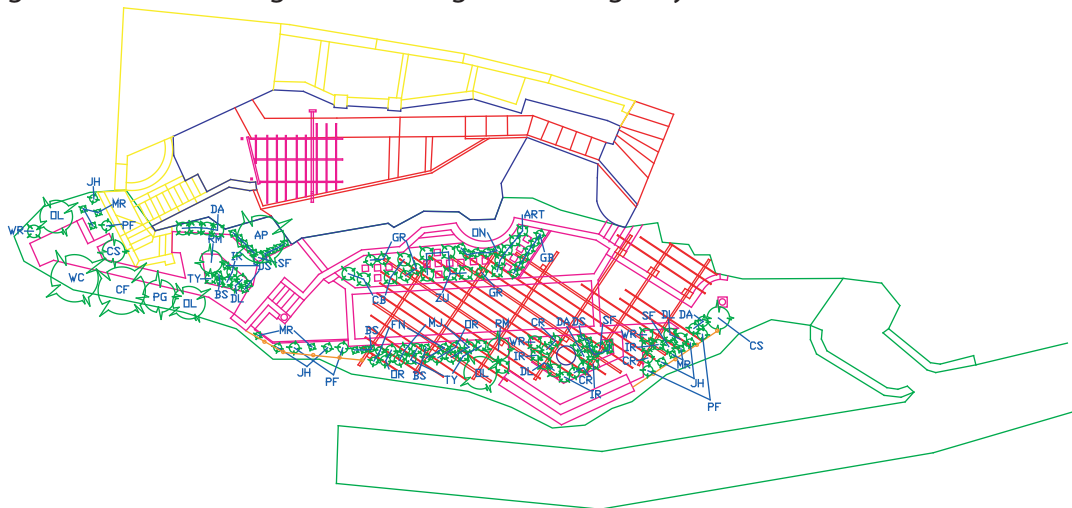 JH
MR
OL
WR
PF
CS
WC
CF
PG
OL
DA
RM
AP
IR
DS
SF
TY
BS
DL
ART
GR
ON
GB
ZU
GR
CB
MR
JH
PF
BS
FN
MJ
OR
RM
CR
DA
DS
SF
WR
IR
DL
OR
BS
TY
OL
CR
IR
SF
DL
DA
WR
IR
CR
MR
JH
PF
CS